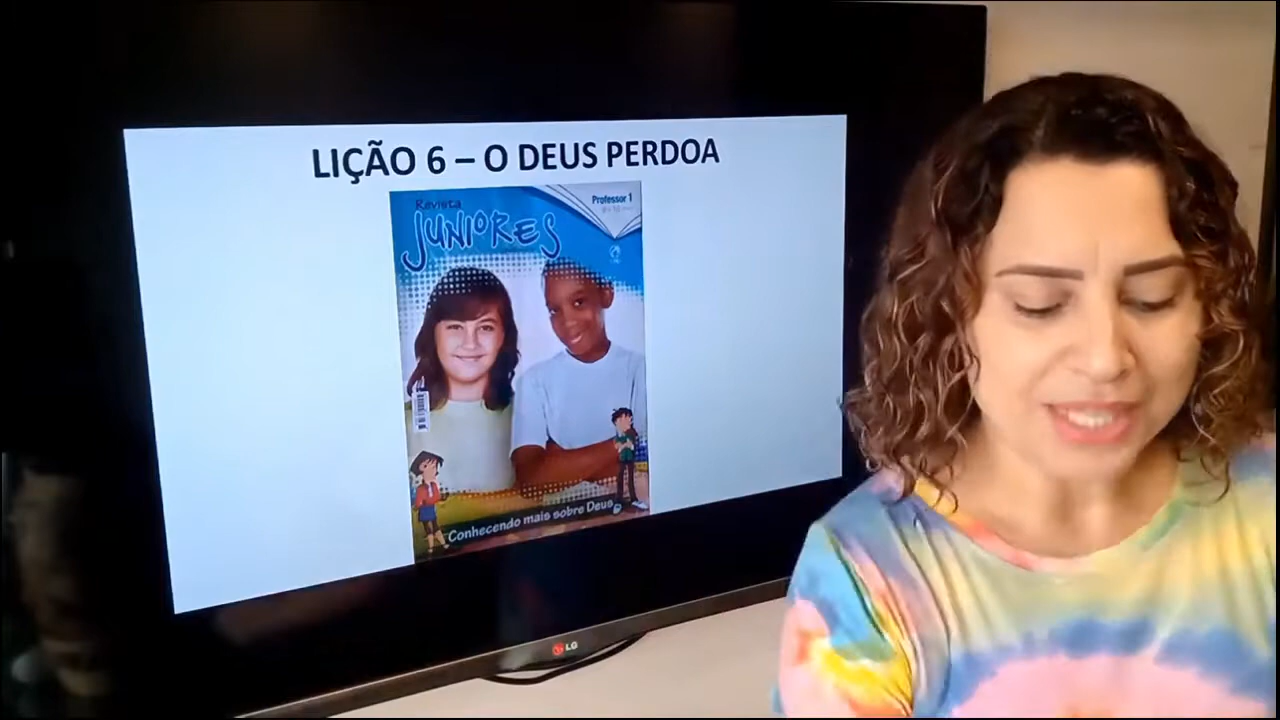 LIÇÃO 6 – O DEUS PERDOA
Revista
JUNIORES
Professor 1
Conhecendo mais sobre Deus
LG